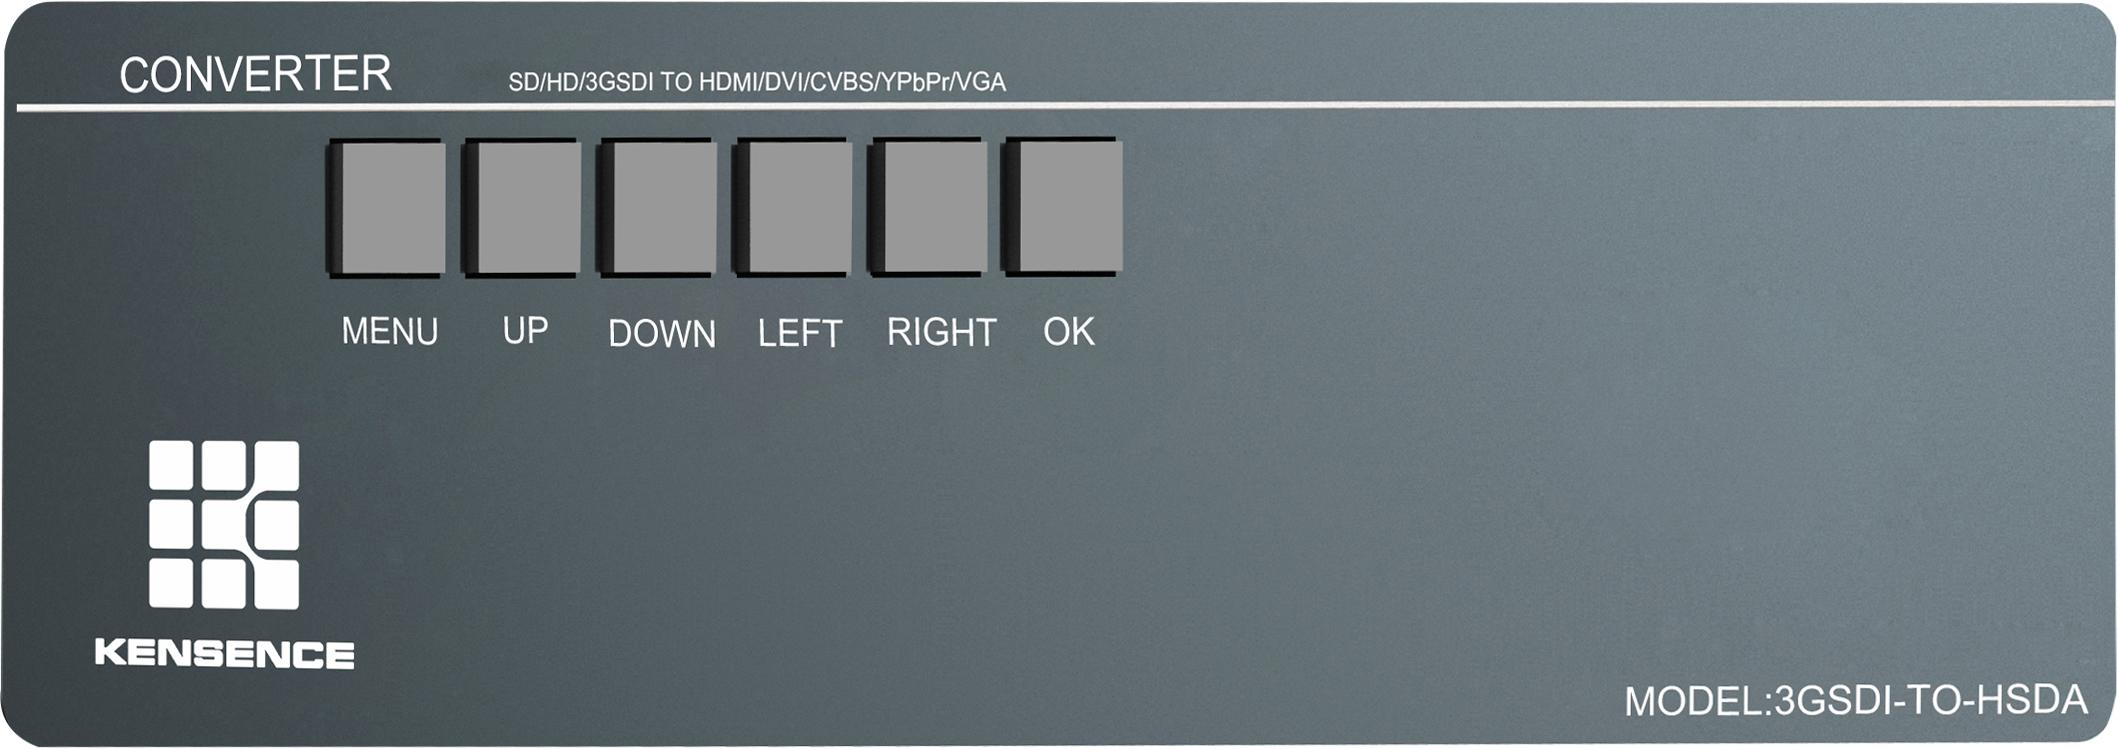 CONVERTER SD/HD/3GSDI TO HDMI/DVI/CVBS/YPbPr/VGA
MENU UP DOWN LEFT RIGHT OK
KENSENCE
MODEL:3GSDI-TO-HSDA